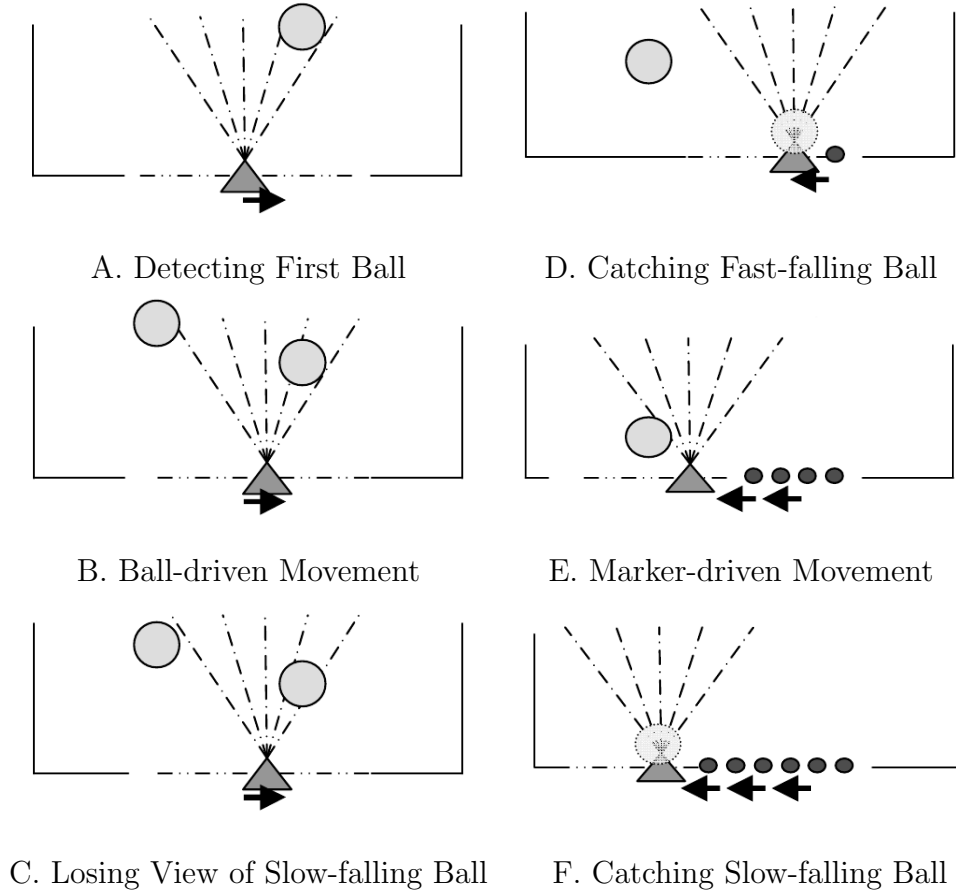 A. Detecting First Ball
D. Catching Fast-falling Ball
B. Ball-driven Movement
E. Marker-driven Movement
C. Losing View of Slow-falling Ball
F. Catching Slow-falling Ball